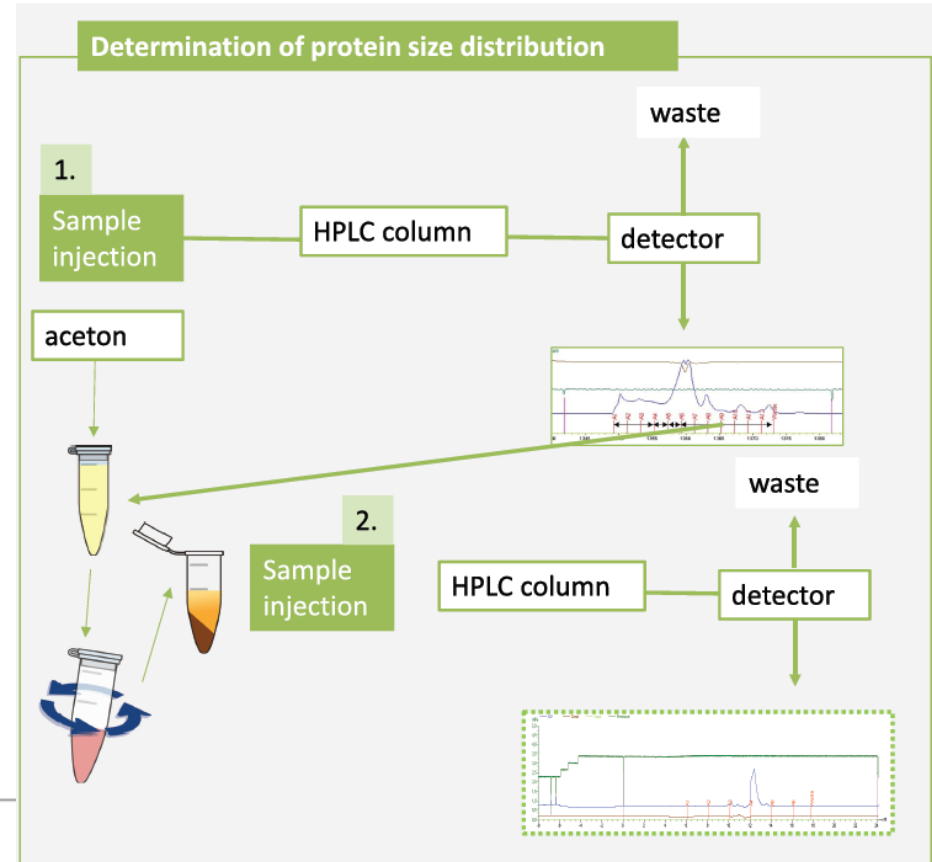 Determination of protein size distribution
waste
1.
Sample
injection
HPLC column
detector
aceton
waste
2.
Sample
injection
HPLC column
detector